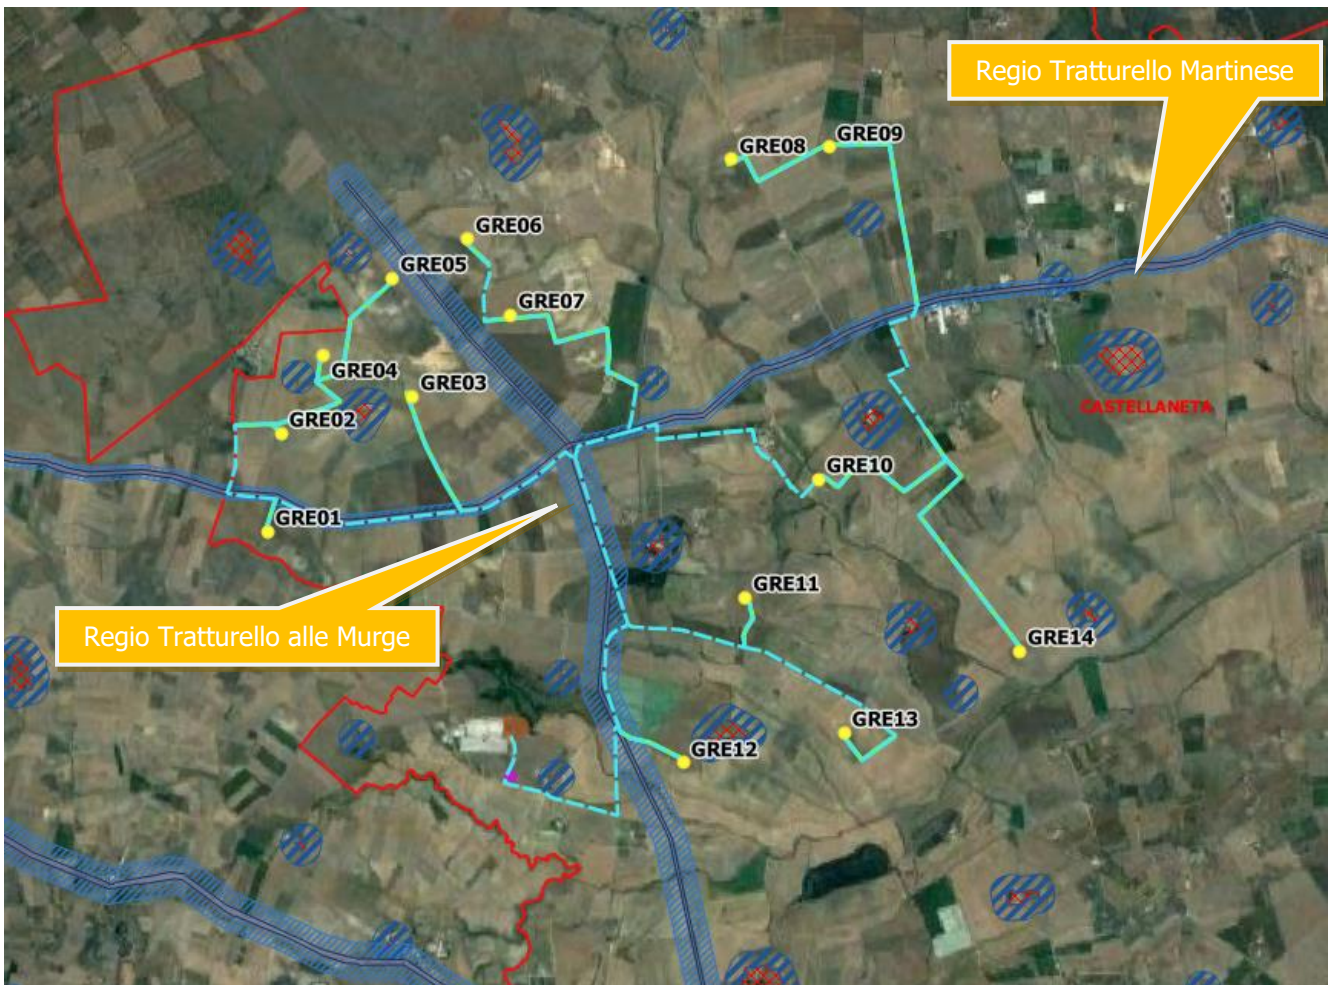 Regio Tratturello Martinese
GRE08
GRE09
GRE06
GRE05
GRE07
GRE04
GRE03
GRE02
CASTELLANETA
GRE10
GRE01
GRE11
Regio Tratturello alle Murge
GRE14
GRE13
GRE12